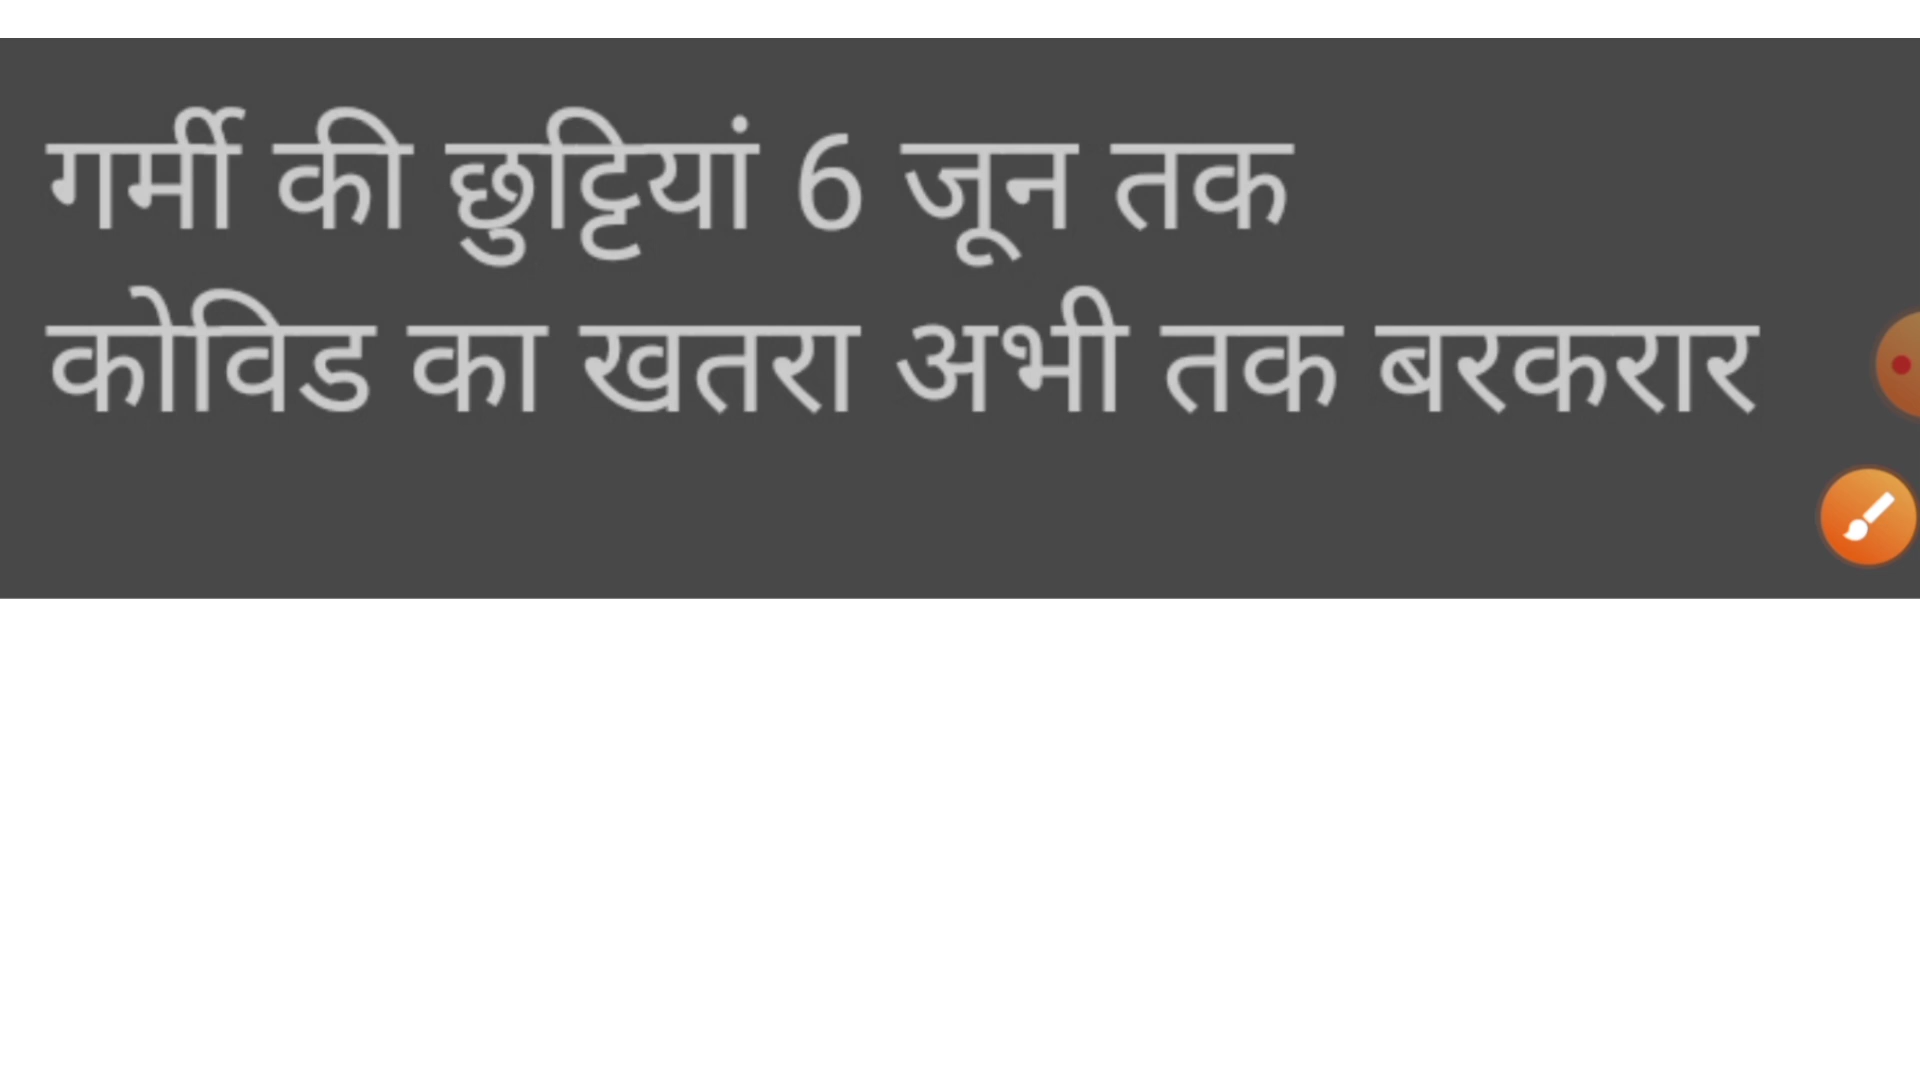 गर्मी की छुट्टियां 6 जून तक
कोविड का खतरा अभी तक बरकरार